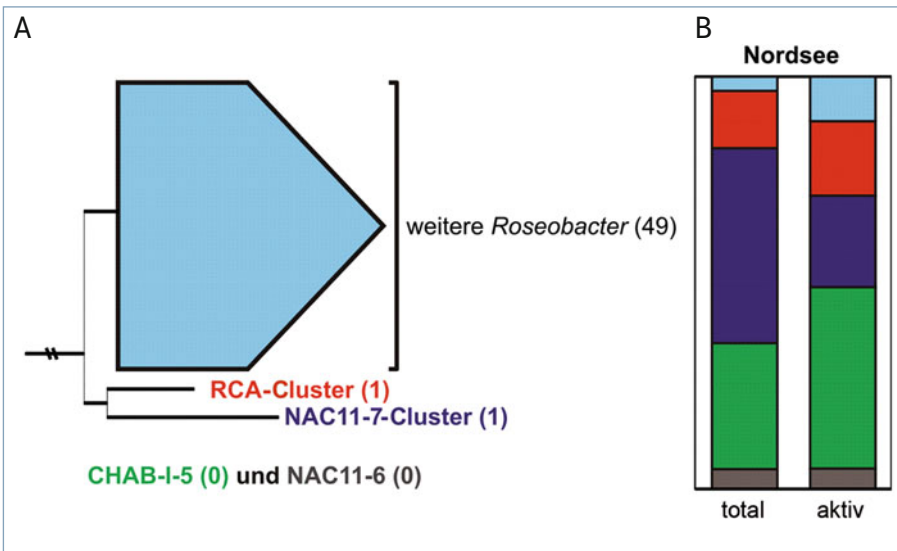 A
B
Nordsee
weitere Roseobacter (49)
RCA-Cluster (1)
NAC11-7-Cluster (1)
CHAB-I-5 (0) und NAC11-6 (0)
total
aktiv